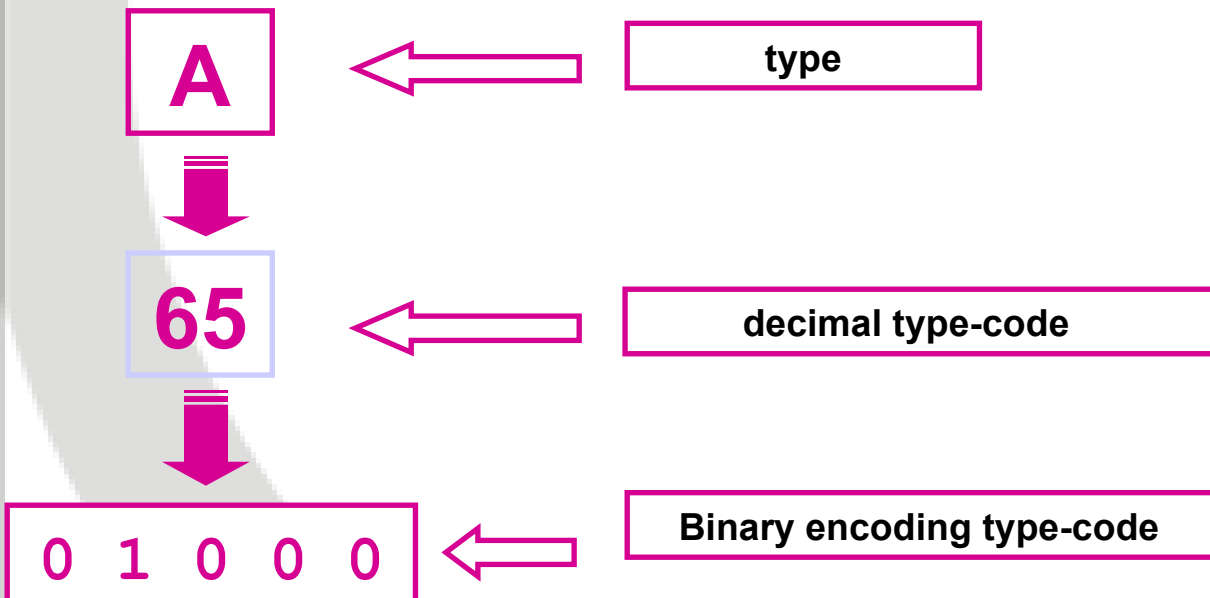 A
type
65
decimal type-code
Binary encoding type-code
0 1 0 0 0